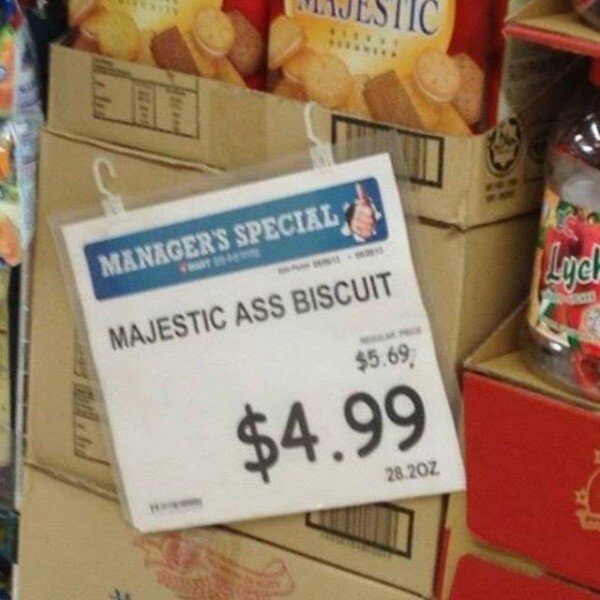 MAJESTIC
MANAGER'S SPECIAL
MAJESTIC ASS BISCUIT
$5.69
$4.99
28.2OZ
Lych